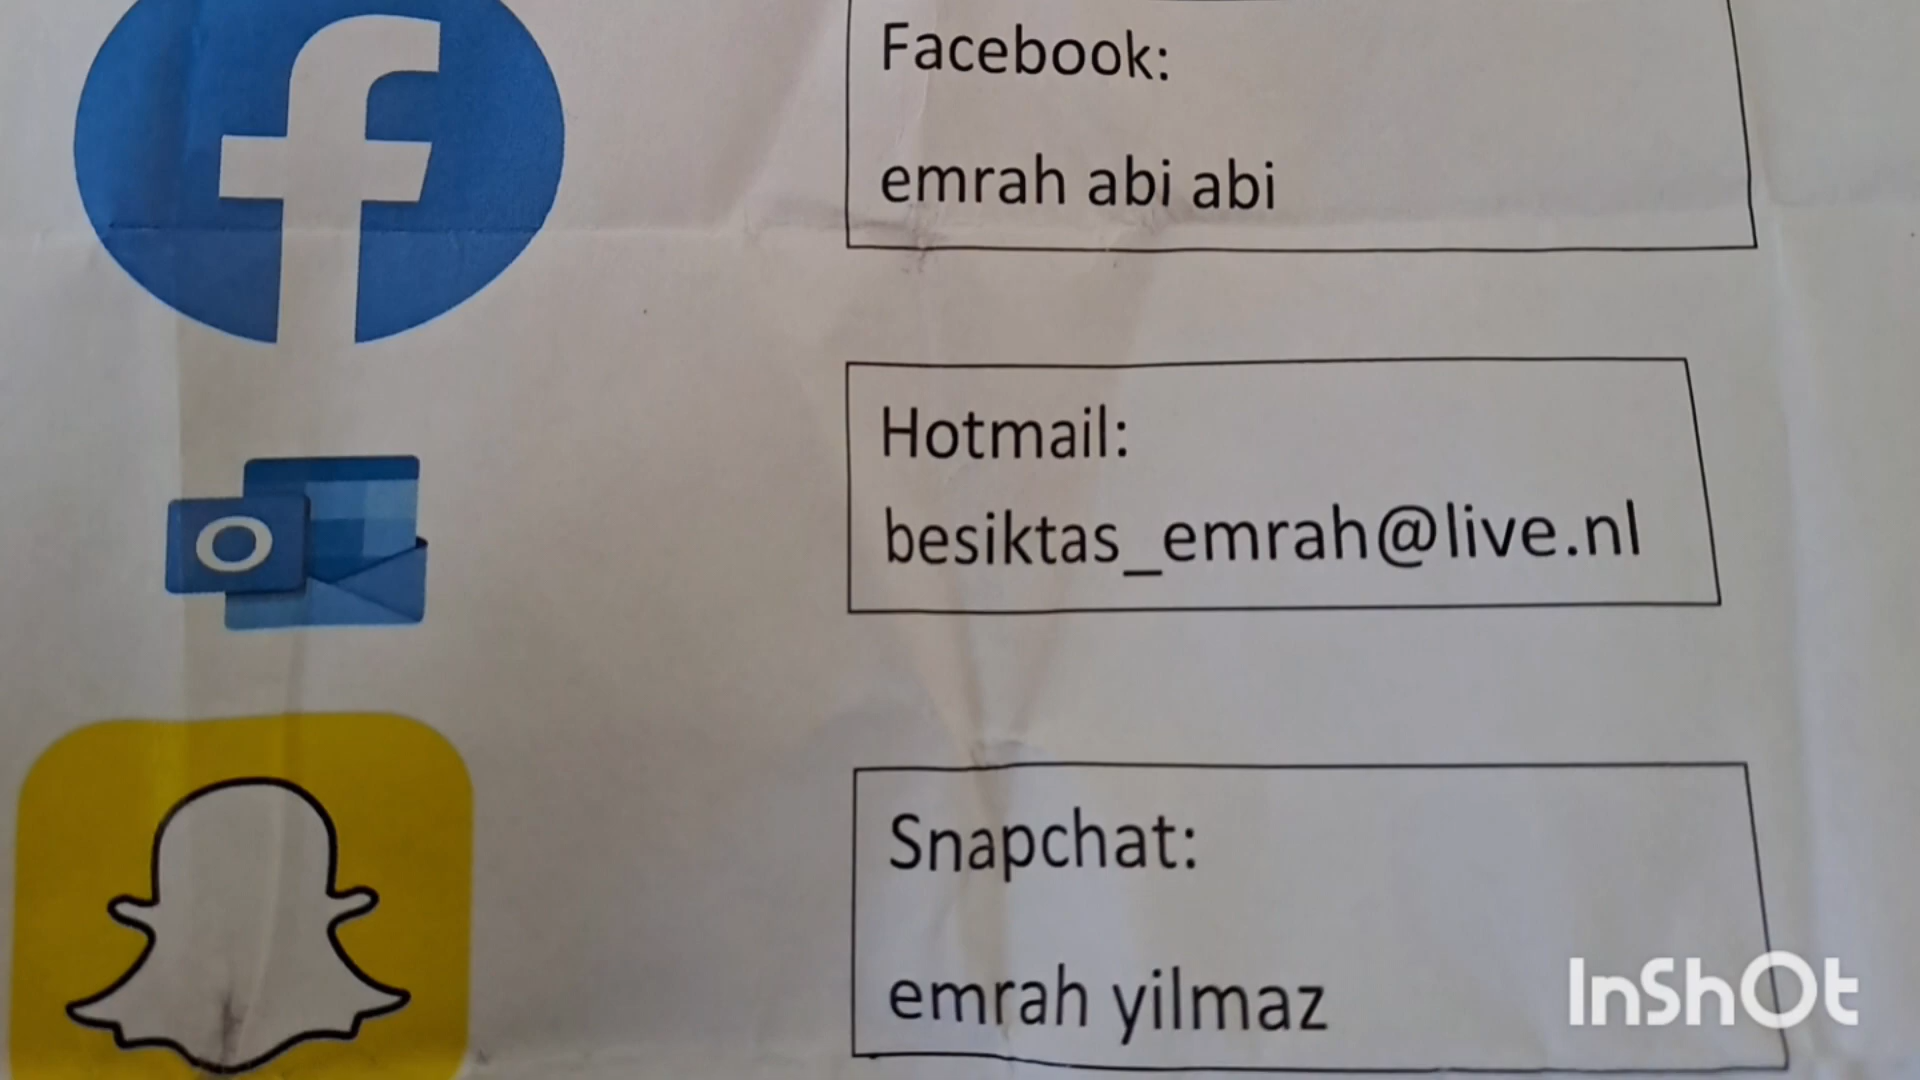 Facebook:
emrah abi abi
Hotmail:
besiktas_emrah@live.nl
Snapchat:
emrah yilmaz
InShOt